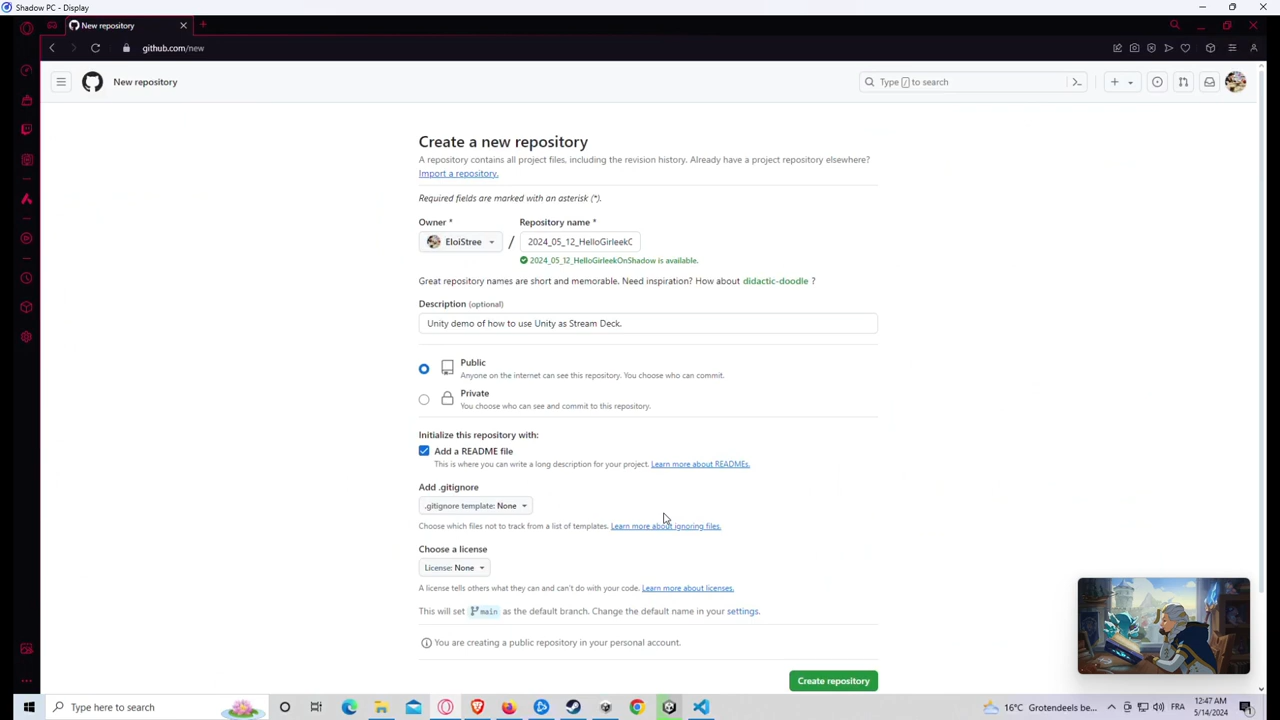 Shadow PC - Display
New repository
github.com/new
New repository
Type / to search
Create a new repository
A repository contains all project files, including the revision history. Already have a project repository elsewhere?
Import a repository.
Required fields are marked with an asterisk (*).
Owner *
Repository name *
EloiStree
/
2024_05_12_HelloGirleekC
2024_05_12_HelloGirleekOnShadow is available.
Great repository names are short and memorable. Need inspiration? How about didactic-doodle ?
Description (optional)
Unity demo of how to use Unity as Stream Deck.
Public
Anyone on the internet can see this repository. You choose who can commit.
Private
You choose who can see and commit to this repository.
Initialize this repository with:
Add a README file
This is where you can write a long description for your project. Learn more about READMEs.
Add .gitignore
.gitignore template: None
Choose which files not to track from a list of templates. Learn more about ignoring files.
Choose a license
License: None
A license tells others what they can and can't do with your code. Learn more about licenses.
This will set main as the default branch. Change the default name in your settings.
You are creating a public repository in your personal account.
Create repository
Type here to search
16°C Grotendeels be...
FRA
12:47 AM
5/14/2024
1